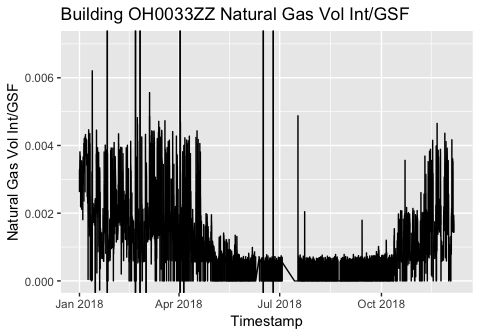 Building OH0033ZZ Natural Gas Vol Int/GSF
Natural Gas Vol Int/GSF
0.006
0.004
0.002
0.000
Jan 2018
Apr 2018
Jul 2018
Oct 2018
Timestamp